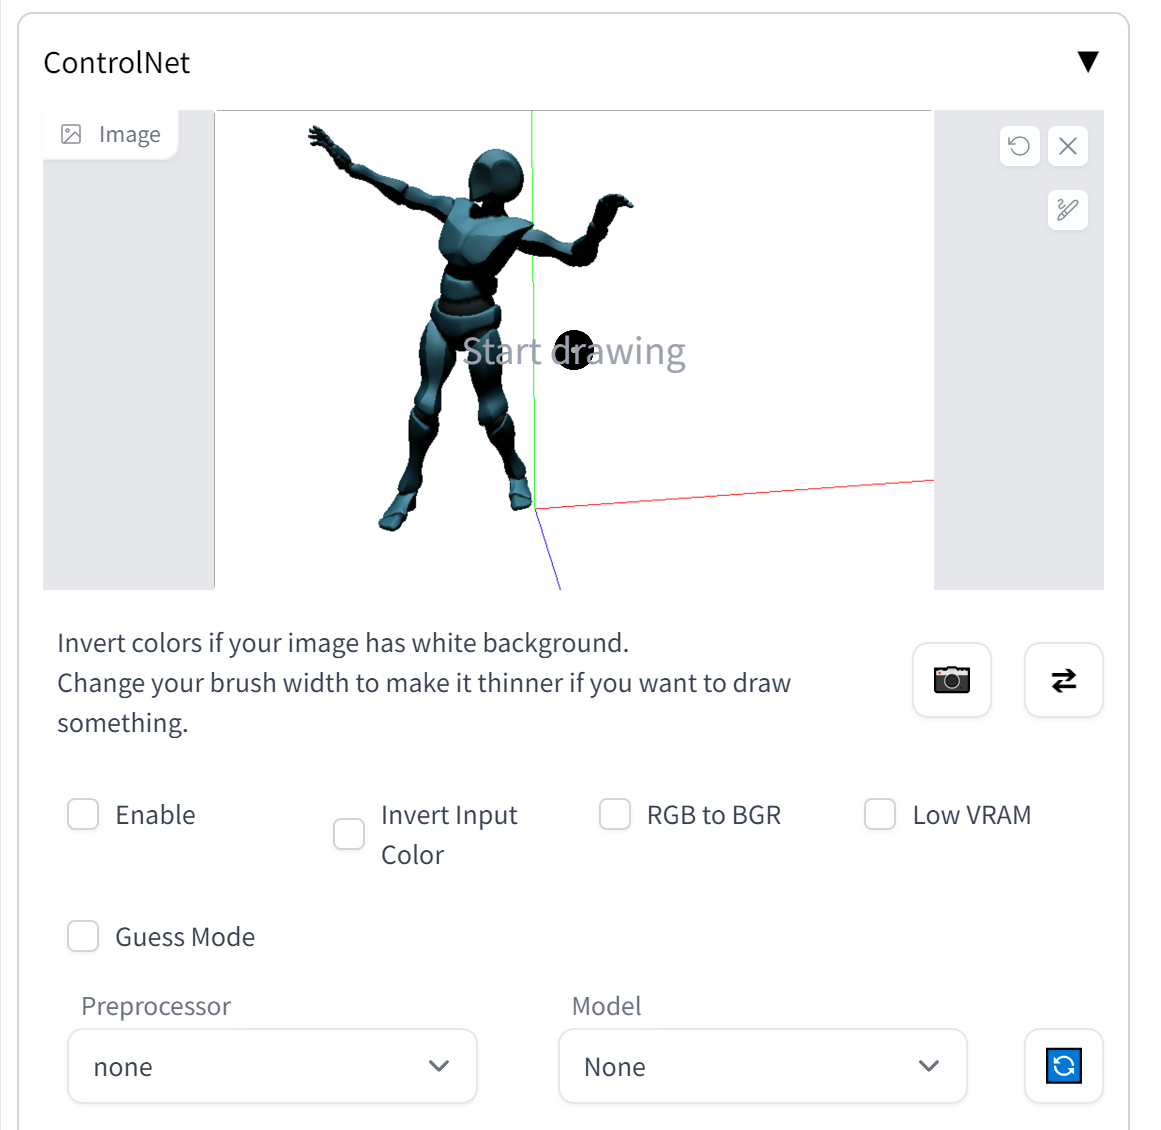 ControlNet
Image
Start drawing
Invert colors if your image has white background.
Change your brush width to make it thinner if you want to draw
something.
Enable
Invert Input
Color
RGB to BGR
Low VRAM
Guess Mode
Preprocessor
Model
none
None